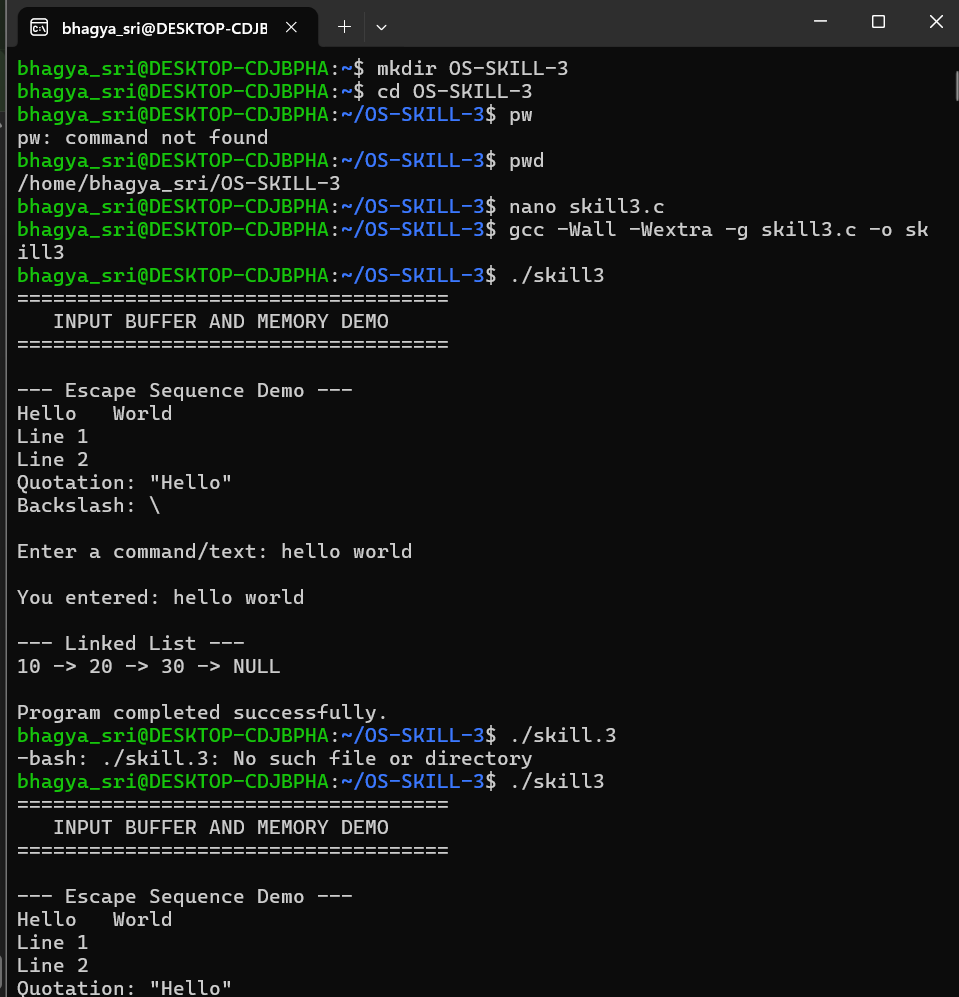 bhagya_sri@DESKTOP-CDJB
bhagya_sri@DESKTOP-CDJBPHA:~$ mkdir OS-SKILL-3
bhagya_sri@DESKTOP-CDJBPHA:~$ cd OS-SKILL-3
bhagya_sri@DESKTOP-CDJBPHA:~/OS-SKILL-3$ pw
pw: command not found
bhagya_sri@DESKTOP-CDJBPHA:~/OS-SKILL-3$ pwd
/home/bhagya_sri/OS-SKILL-3
bhagya_sri@DESKTOP-CDJBPHA:~/OS-SKILL-3$ nano skill3.c
bhagya_sri@DESKTOP-CDJBPHA:~/OS-SKILL-3$ gcc -Wall -Wextra -g skill3.c -o sk
ill3
bhagya_sri@DESKTOP-CDJBPHA:~/OS-SKILL-3$ ./skill3
====================================
   INPUT BUFFER AND MEMORY DEMO
====================================

--- Escape Sequence Demo ---
Hello   World
Line 1
Line 2
Quotation: "Hello"
Backslash: \

Enter a command/text: hello world

You entered: hello world

--- Linked List ---
10 -> 20 -> 30 -> NULL

Program completed successfully.
bhagya_sri@DESKTOP-CDJBPHA:~/OS-SKILL-3$ ./skill.3
-bash: ./skill.3: No such file or directory
bhagya_sri@DESKTOP-CDJBPHA:~/OS-SKILL-3$ ./skill3
====================================
   INPUT BUFFER AND MEMORY DEMO
====================================

--- Escape Sequence Demo ---
Hello   World
Line 1
Line 2
Quotation: "Hello"